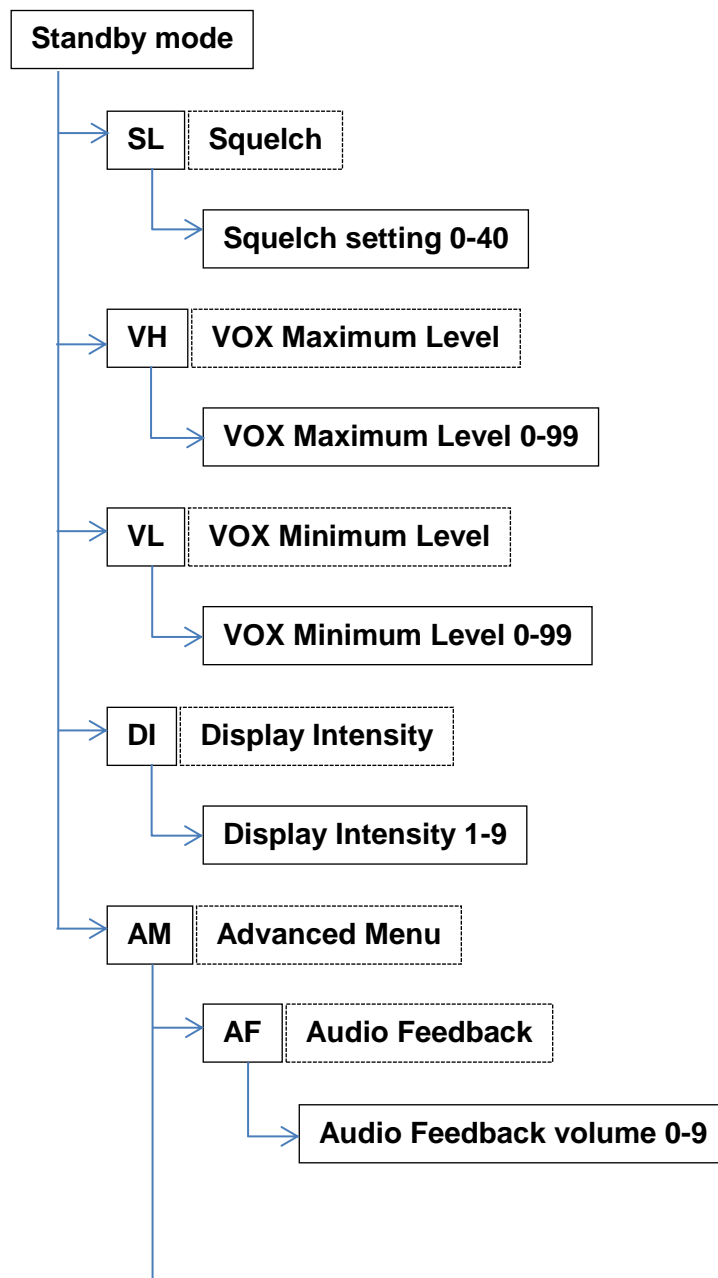 Standby mode
SL Squelch
Squelch setting 0-40
VH VOX Maximum Level
VOX Maximum Level 0-99
VL VOX Minimum Level
VOX Minimum Level 0-99
DI Display Intensity
Display Intensity 1-9
AM Advanced Menu
AF Audio Feedback
Audio Feedback volume 0-9